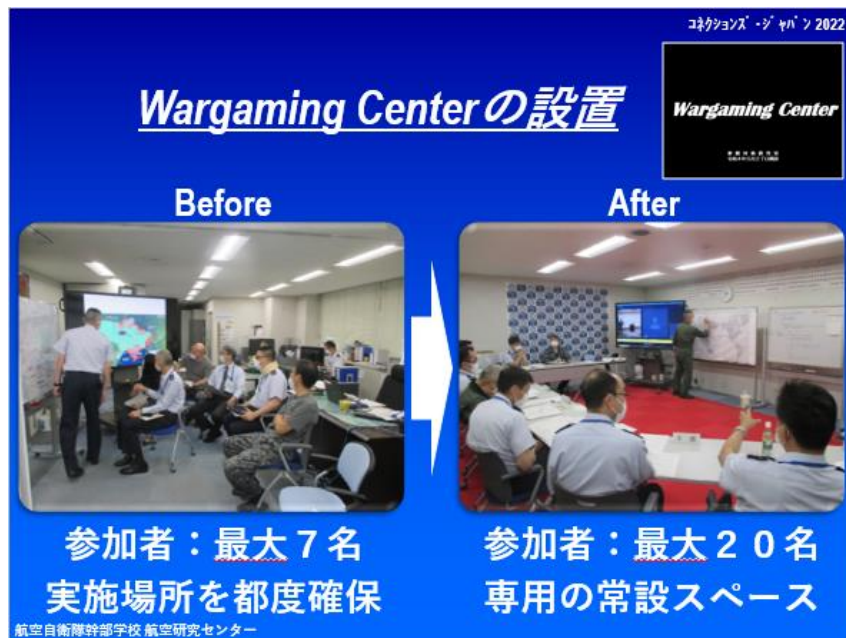 コネクションズ・ジャパン 2022
Wargaming Centerの設置
Wargaming Center
Before
After
参加者：最大７名
参加者：最大２０名
実施場所を都度確保
専用の常設スペース
航空自衛隊幹部学校 航空研究センター